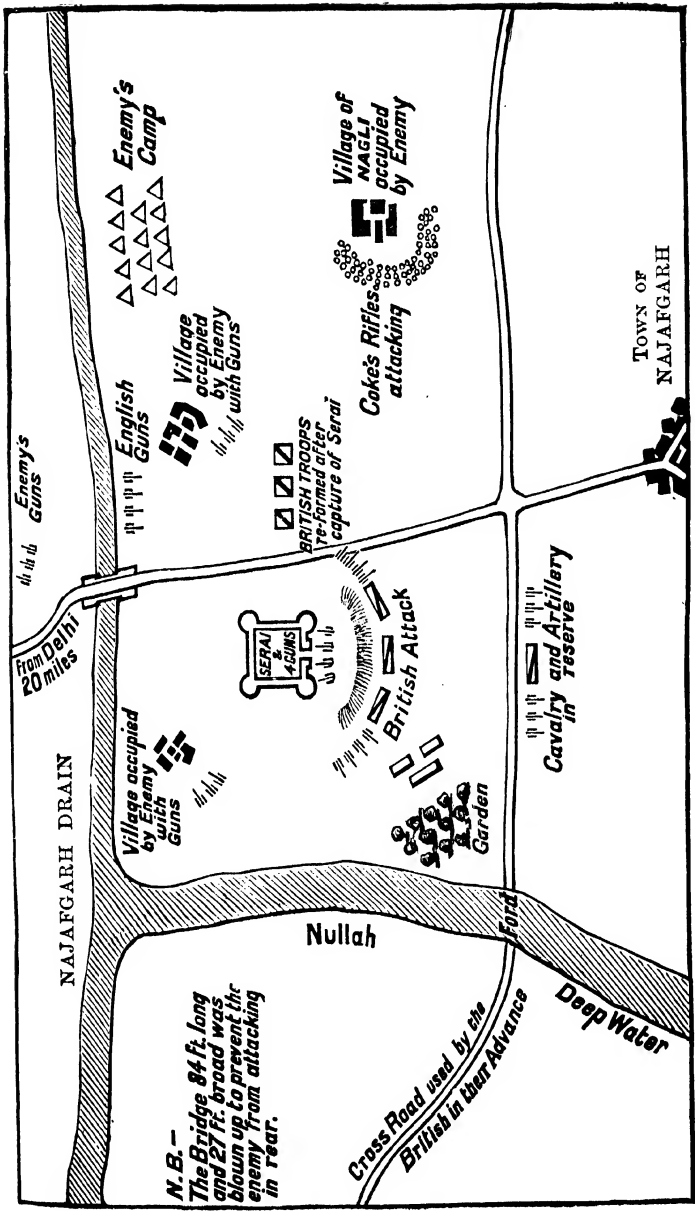 NAJAFGARH DRAIN
From Delhi
20 miles
Enemy's
Guns
N.B.—
The Bridge 84 ft. long
and 27 ft. broad was
blown up to prevent the
enemy from attacking
in rear.
Village occupied
by Enemy
with
Guns
SERAI
&
4 GUNS
English
Guns
Village
occupied
by Enemy
with Guns
Enemy's
Camp
BRITISH TROOPS
re-formed after
capture of Serai
Village of
NAGLI
occupied
by Enemy
Coke's Rifles
attacking
Nullah
British Attack
Garden
Ford
Cross Road used by the
British in their Advance
Deep Water
Cavalry and Artillery
in reserve
TOWN OF
NAJAFGARH